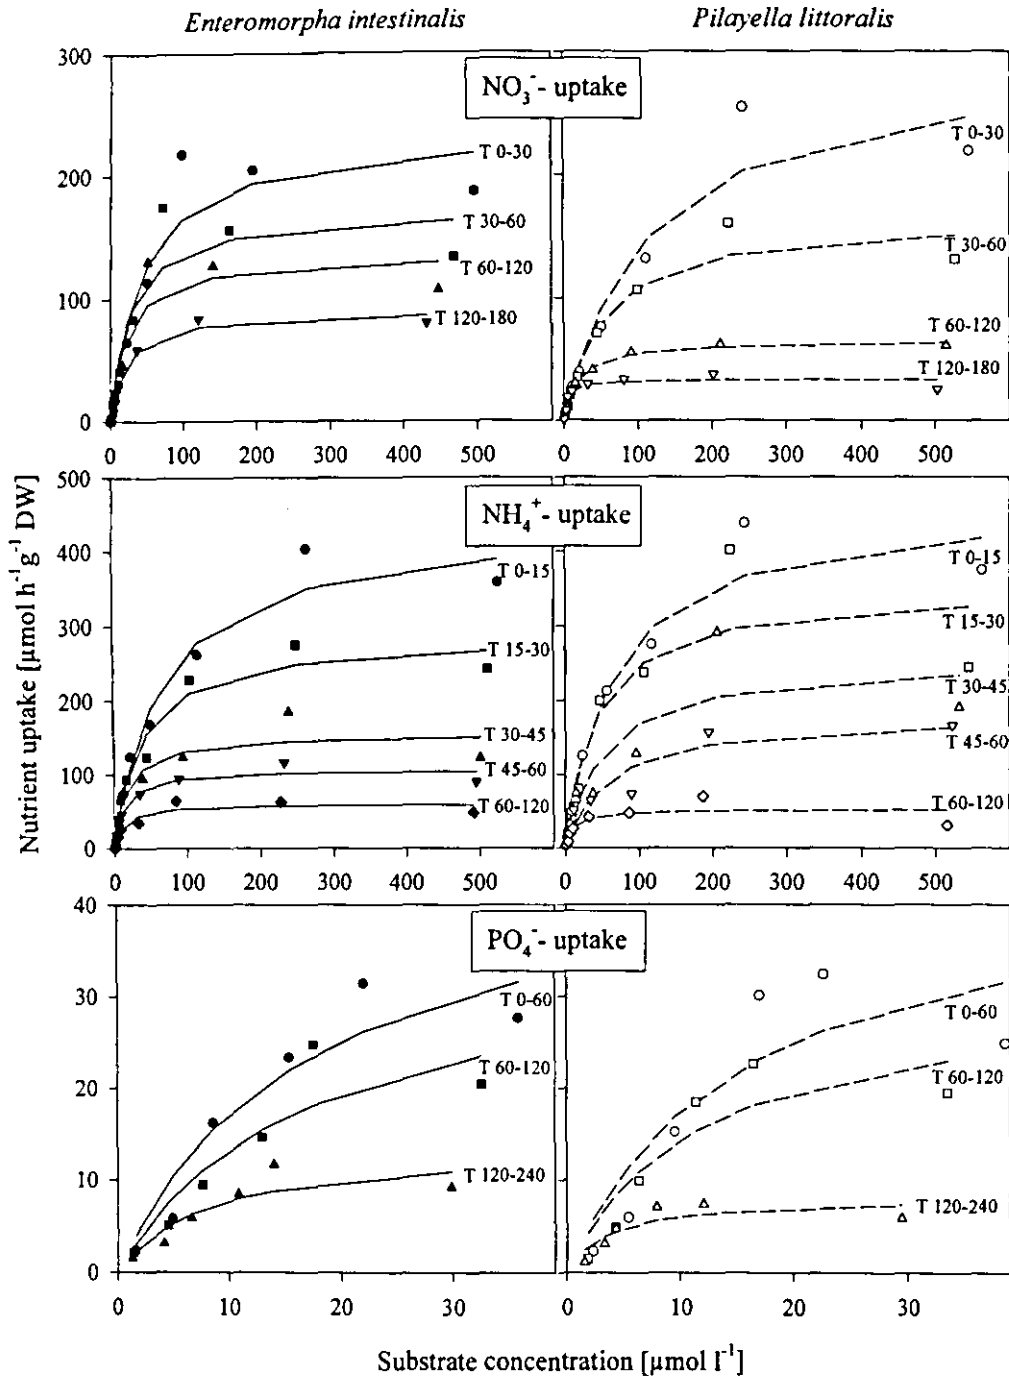 Enteromorpha intestinalis
Pilayella littoralis
NO₃⁻- uptake
300
200
100
0
T 0-30
T 30-60
T 60-120
T 120-180
T 0-30
T 30-60
T 60-120
T 120-180
0 100 200 300 400 500
0 100 200 300 400 500
NH₄⁺- uptake
500
400
300
200
100
0
T 0-15
T 15-30
T 30-45
T 45-60
T 60-120
T 0-15
T 15-30
T 30-45
T 45-60
T 60-120
0 100 200 300 400 500
0 100 200 300 400 500
PO₄⁻- uptake
40
30
20
10
0
T 0-60
T 60-120
T 120-240
T 0-60
T 60-120
T 120-240
0 10 20 30
0 10 20 30
Nutrient uptake [µmol h⁻¹g⁻¹ DW]
Substrate concentration [µmol l⁻¹]